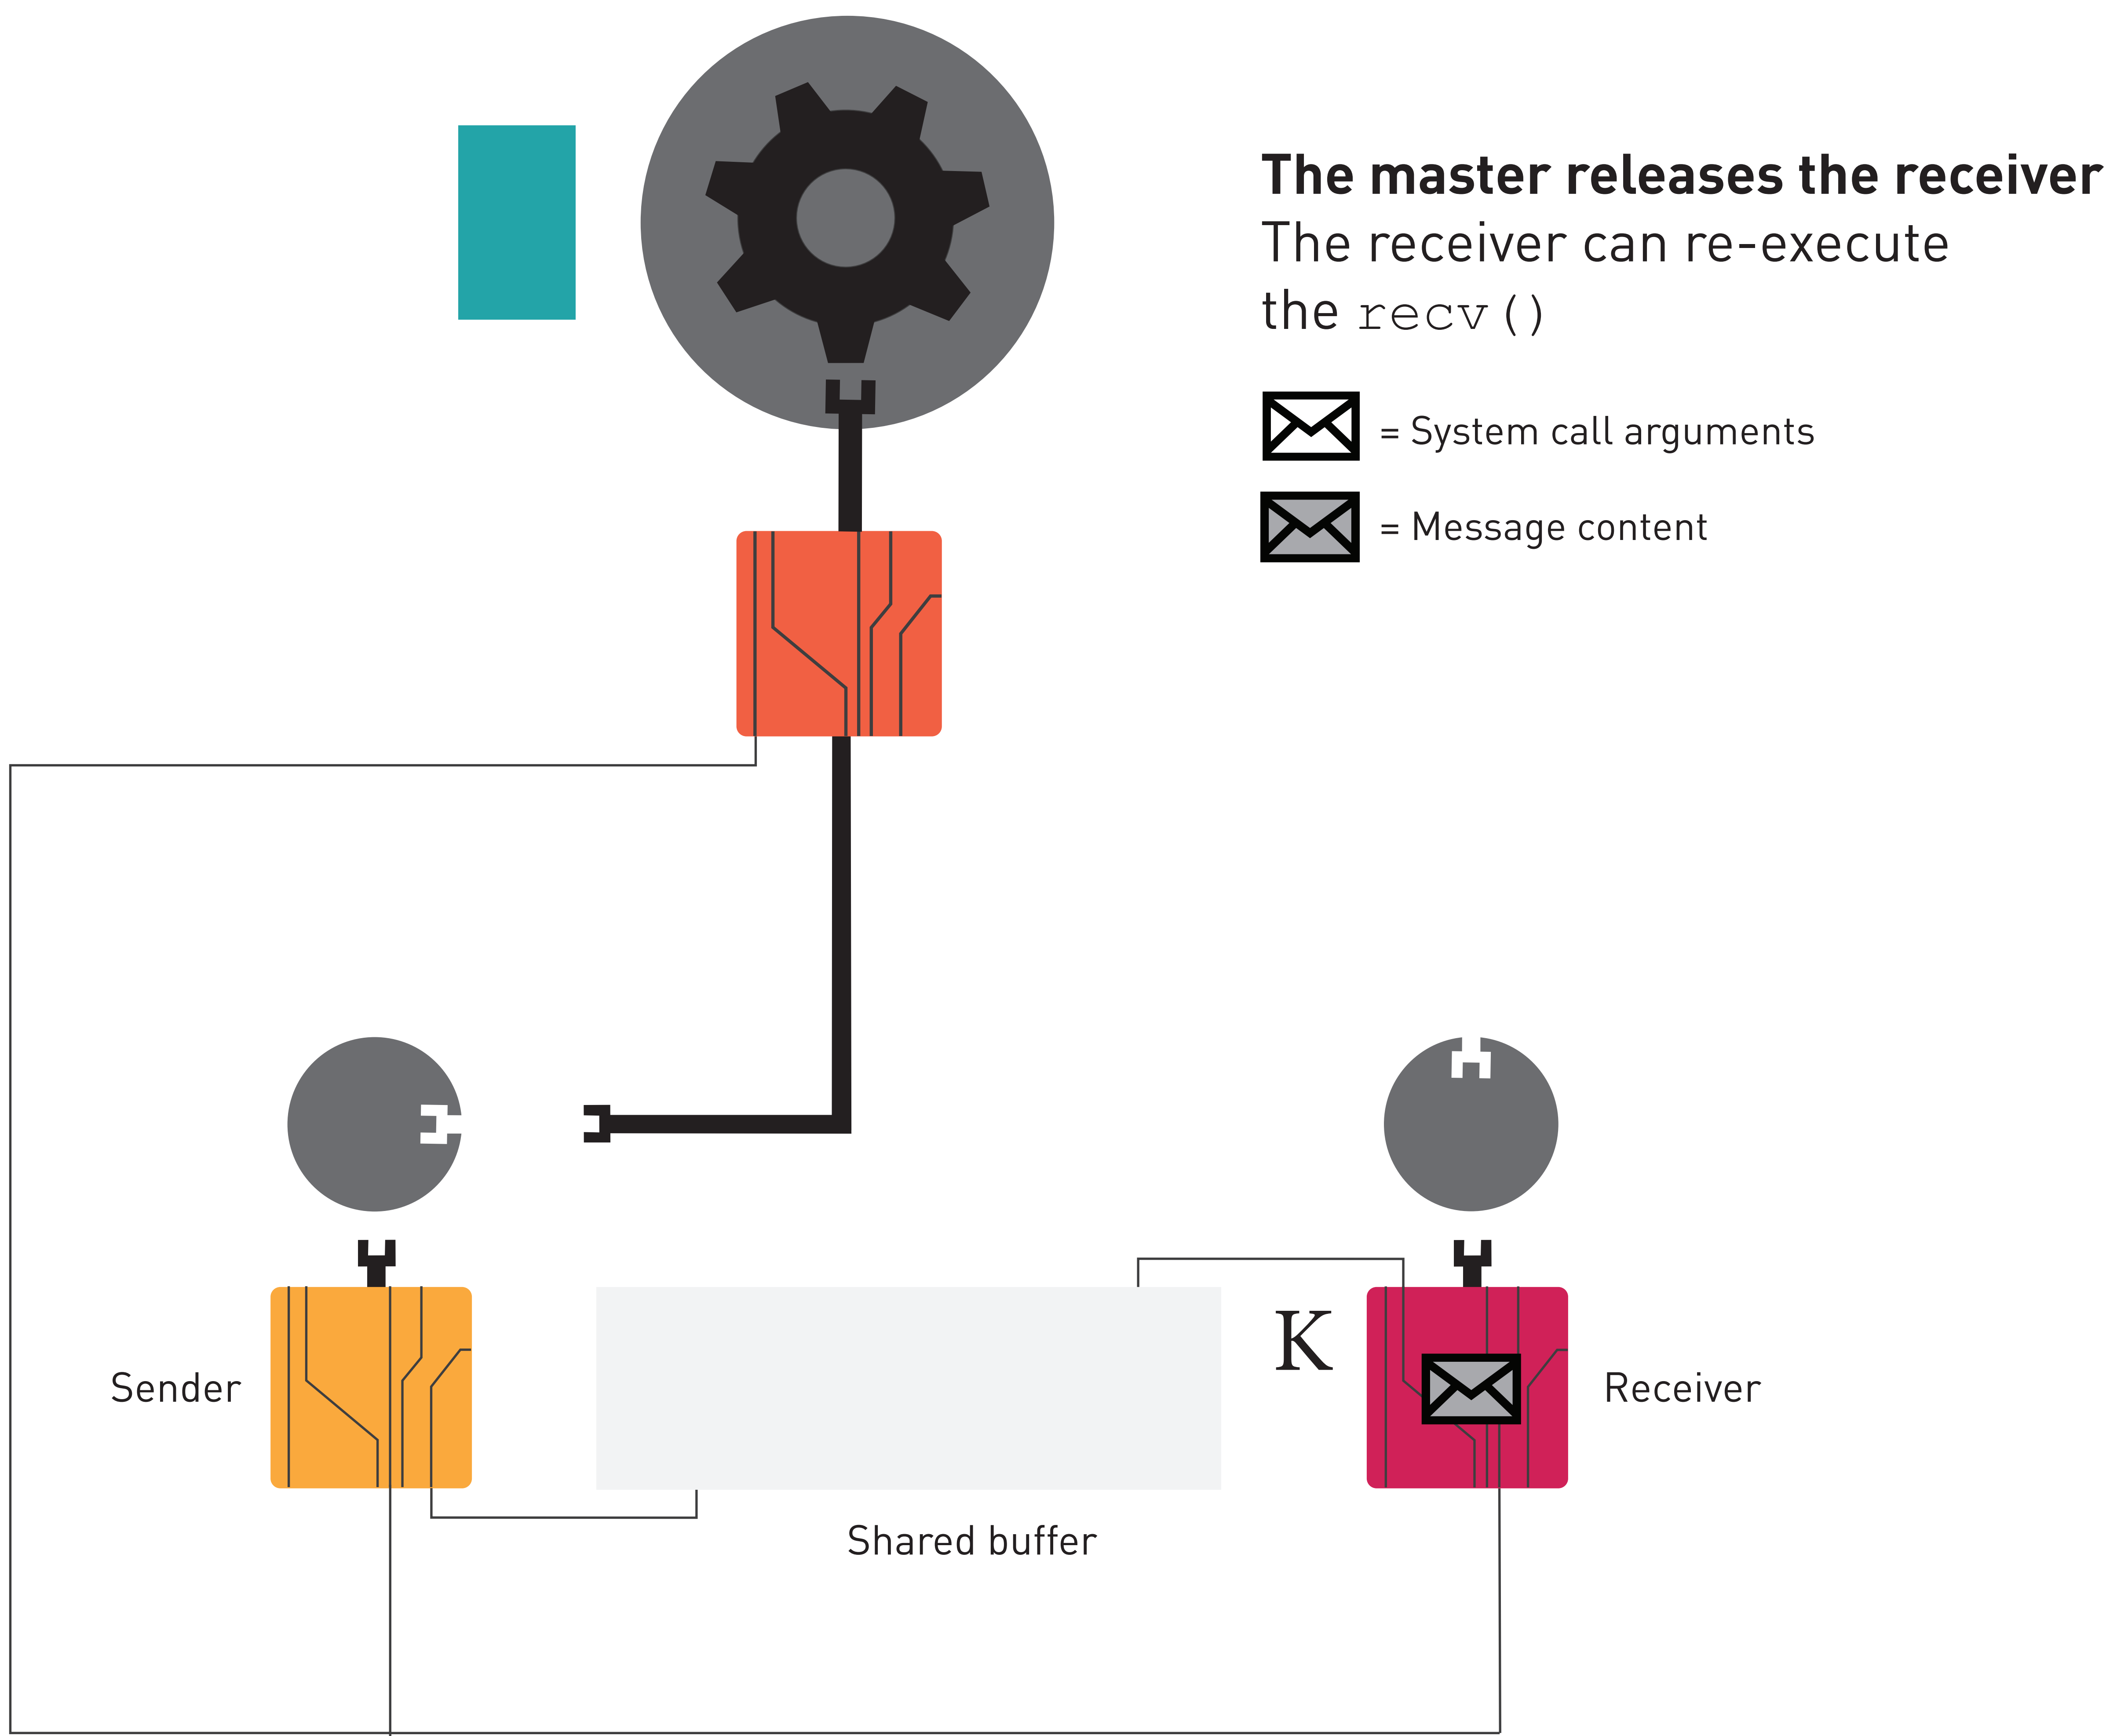 The master releases the receiver
The receiver can re-execute
the recv()
= System call arguments
= Message content
K
Sender
Receiver
Shared buffer